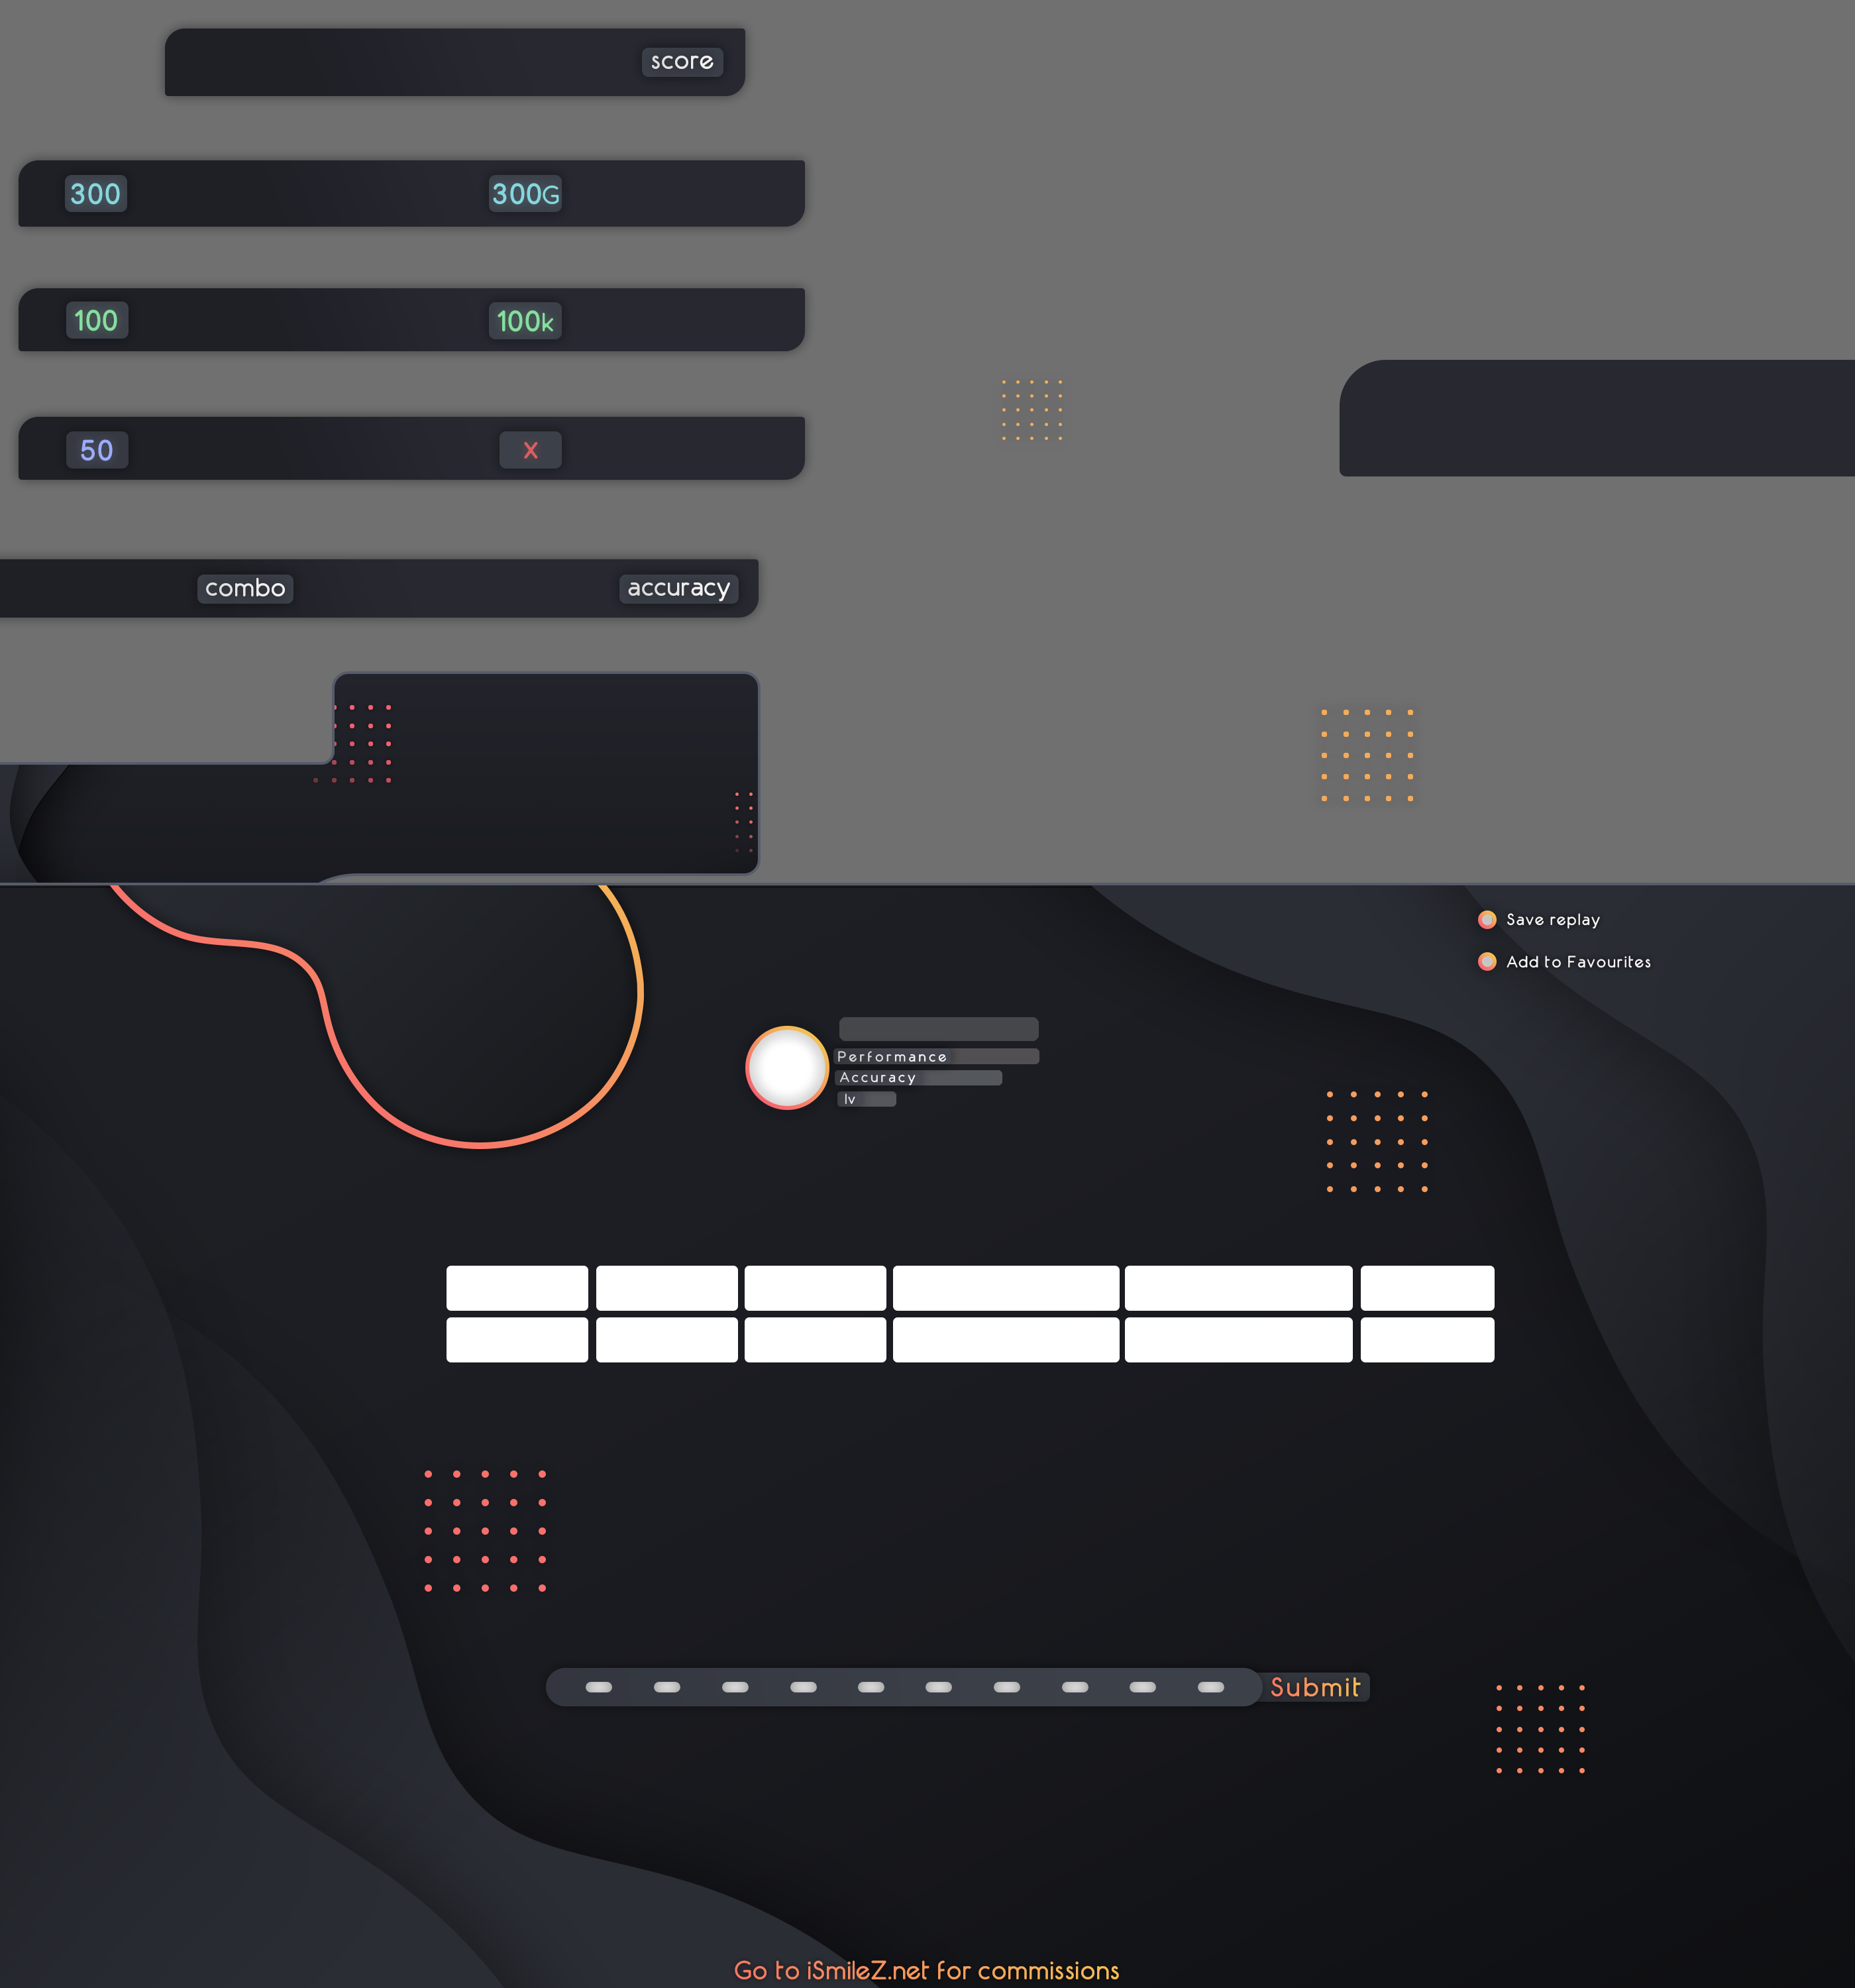 score
300 300G
100 100k
50 X
combo accuracy
Save replay
Add to Favourites
Performance
Accuracy
lv
Submit
Go to iSmileZ.net for commissions